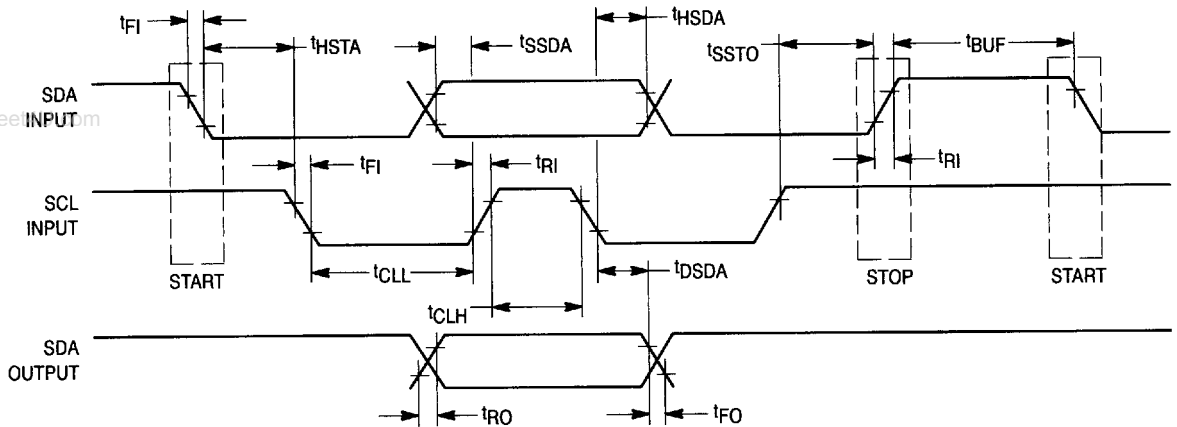 tFI
tHSTA
tSSDA
tHSDA
tSSTO
tBUF
SDA
INPUT
tFI
tRI
tRI
SCL
INPUT
START
tCLL
tDSDA
STOP
START
tCLH
SDA
OUTPUT
tRO
tFO